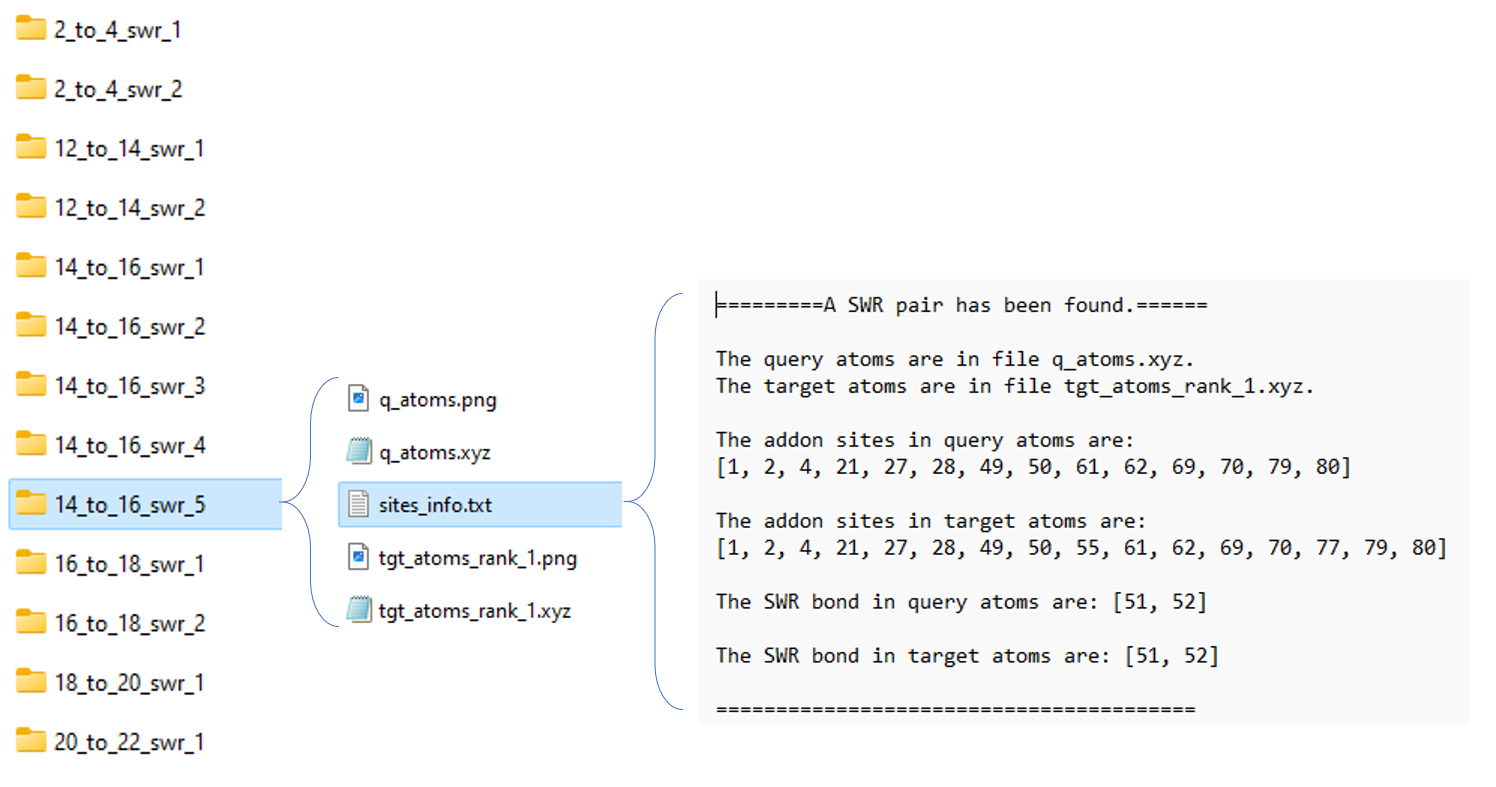 2_to_4_swr_1
2_to_4_swr_2
12_to_14_swr_1
12_to_14_swr_2
14_to_16_swr_1
14_to_16_swr_2
14_to_16_swr_3
14_to_16_swr_4
14_to_16_swr_5
16_to_18_swr_1
16_to_18_swr_2
18_to_20_swr_1
20_to_22_swr_1
q_atoms.png
q_atoms.xyz
sites_info.txt
tgt_atoms_rank_1.png
tgt_atoms_rank_1.xyz
=========A SWR pair has been found.======
The query atoms are in file q_atoms.xyz.
The target atoms are in file tgt_atoms_rank_1.xyz.
The addon sites in query atoms are:
[1, 2, 4, 21, 27, 28, 49, 50, 61, 62, 69, 70, 79, 80]
The addon sites in target atoms are:
[1, 2, 4, 21, 27, 28, 49, 50, 55, 61, 62, 69, 70, 77, 79, 80]
The SWR bond in query atoms are: [51, 52]
The SWR bond in target atoms are: [51, 52]
========================================